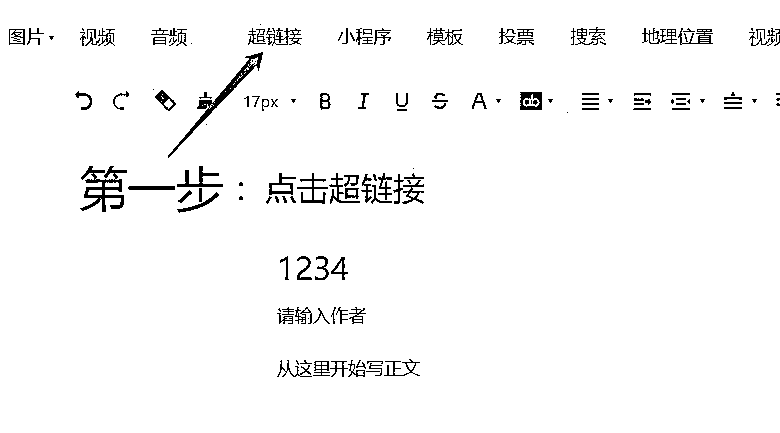 图片 视频 音频 超链接 小程序 模板 投票 搜索 地理位置 视频
17px B I U S A ab
第一步：点击超链接
1234
请输入作者
从这里开始写正文